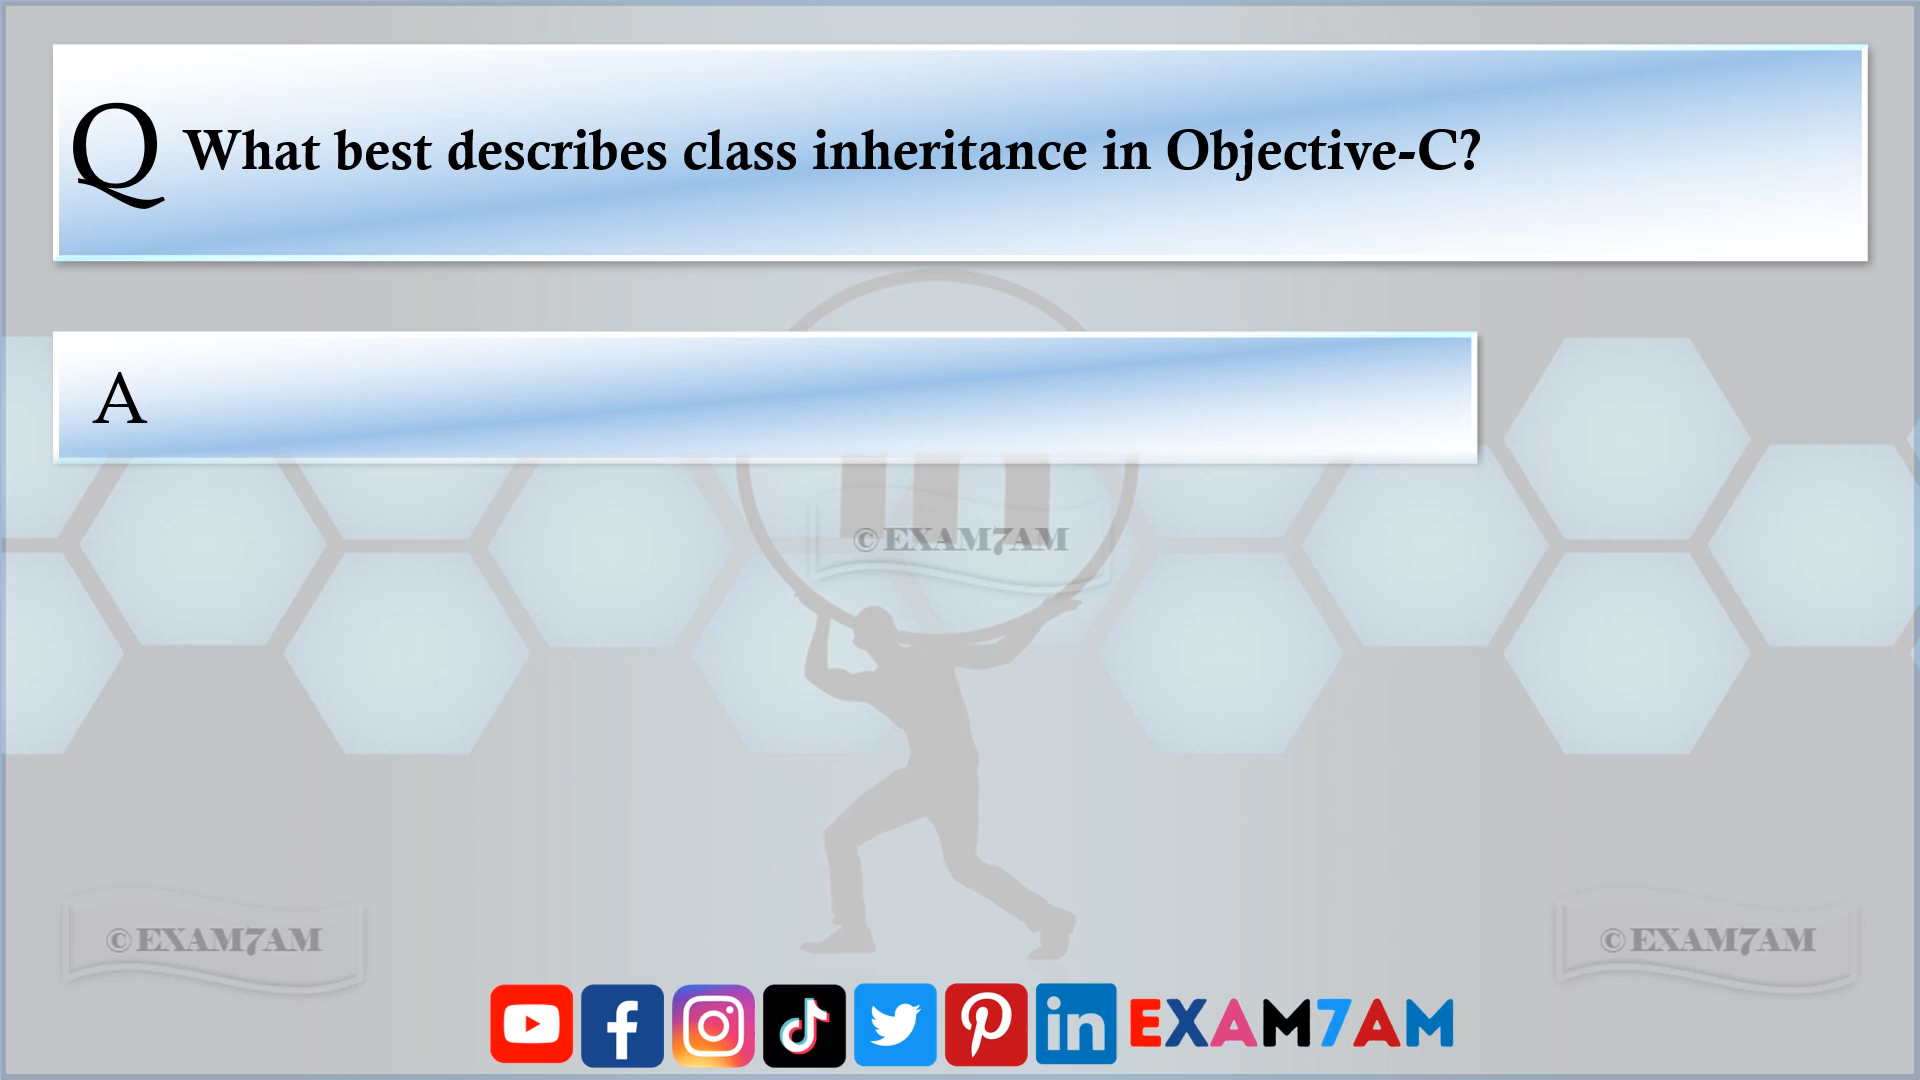 Q What best describes class inheritance in Objective-C?
A
©EXAM7AM
©EXAM7AM
©EXAM7AM
EXAM7AM